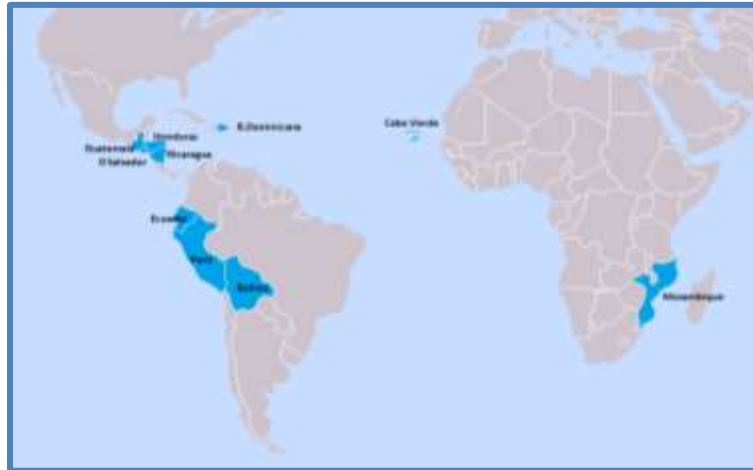 R.Dominicana
Cabo Verde
Honduras
Guatemala
Nicaragua
El Salvador
Ecuador
Perú
Bolivia
Mozambique